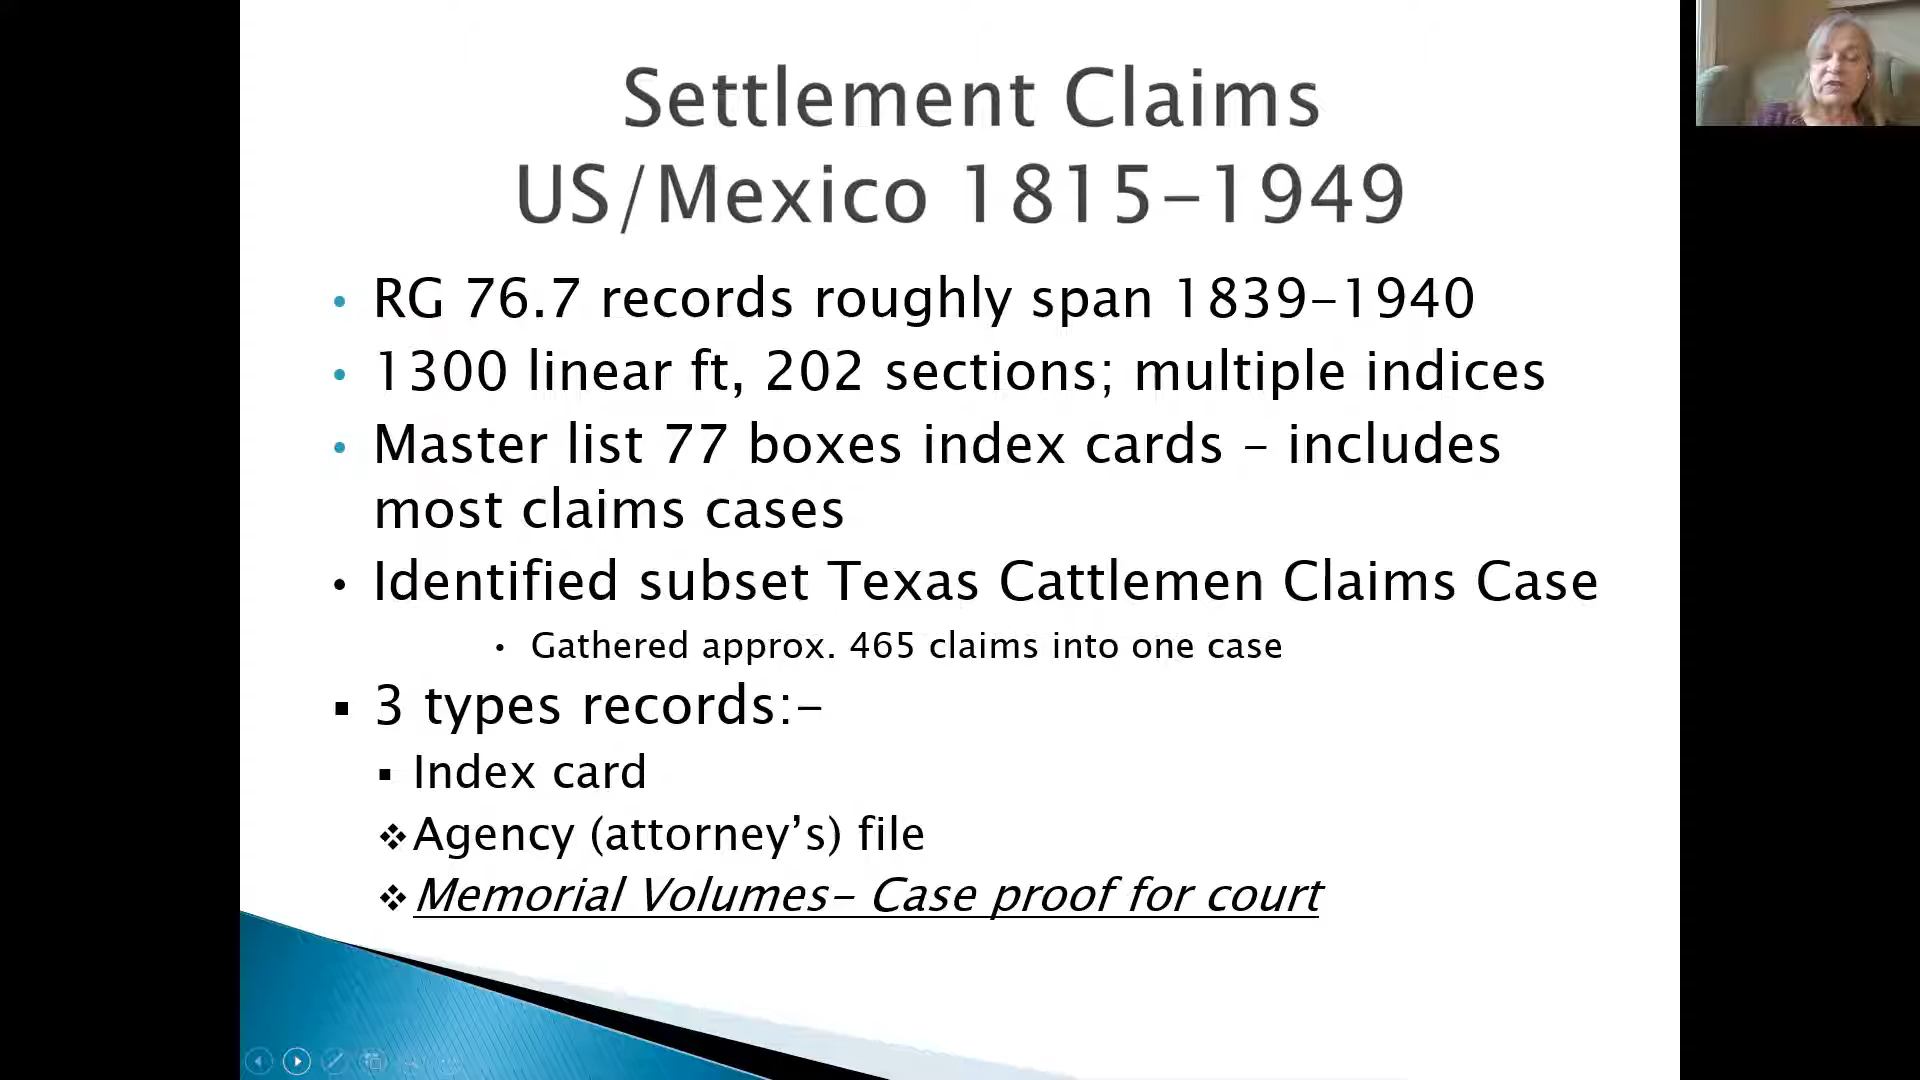 Settlement Claims
US/Mexico 1815-1949
• RG 76.7 records roughly span 1839-1940
• 1300 linear ft, 202 sections; multiple indices
• Master list 77 boxes index cards – includes
most claims cases
• Identified subset Texas Cattlemen Claims Case
• Gathered approx. 465 claims into one case
▪ 3 types records:-
▪ Index card
❖Agency (attorney’s) file
❖Memorial Volumes- Case proof for court